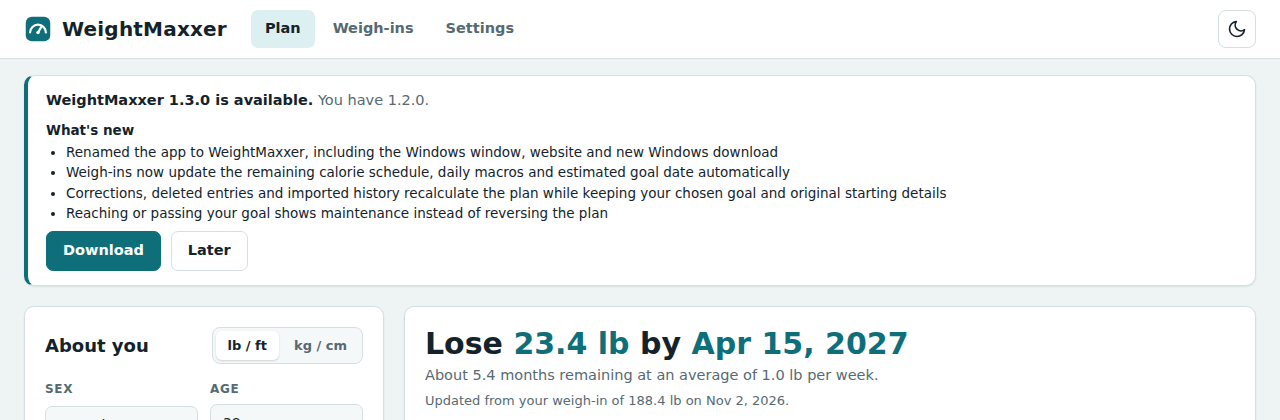 WeightMaxxer
Plan
Weigh-ins
Settings
WeightMaxxer 1.3.0 is available. You have 1.2.0.
What's new
• Renamed the app to WeightMaxxer, including the Windows window, website and new Windows download
• Weigh-ins now update the remaining calorie schedule, daily macros and estimated goal date automatically
• Corrections, deleted entries and imported history recalculate the plan while keeping your chosen goal and original starting details
• Reaching or passing your goal shows maintenance instead of reversing the plan
Download
Later
About you
lb / ft
kg / cm
SEX
AGE
Lose 23.4 lb by Apr 15, 2027
About 5.4 months remaining at an average of 1.0 lb per week.
Updated from your weigh-in of 188.4 lb on Nov 2, 2026.